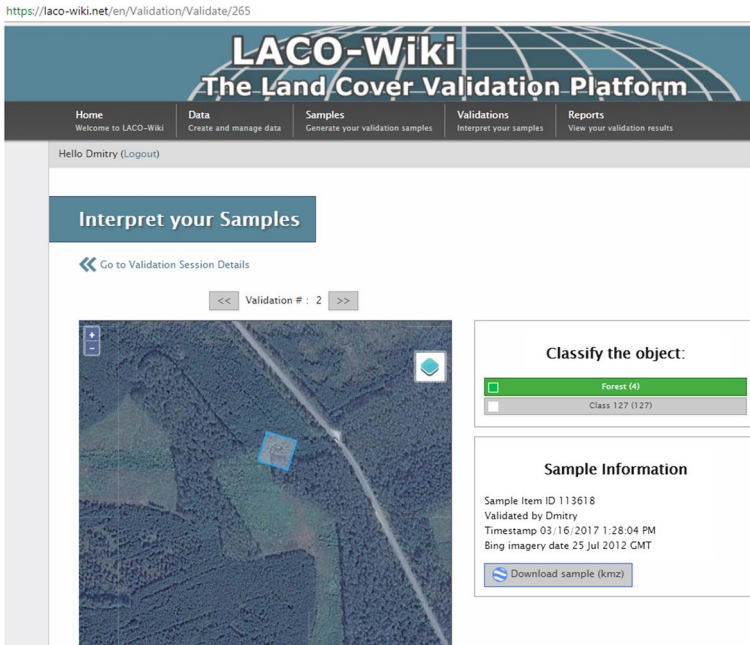 https://laco-wiki.net/en/Validation/Validate/265
LACO-Wiki
The Land Cover Validation Platform
Home Data Samples Validations Reports
Welcome to LACO-Wiki Create and manage data Generate your validation samples Interpret your samples View your validation results
Hello Dmitry (Logout)
Interpret your Samples
Go to Validation Session Details
<< Validation # : 2 >>
+
-
Classify the object:
Forest (4)
Class 127 (127)
Sample Information
Sample Item ID 113618
Validated by Dmitry
Timestamp 03/16/2017 1:28:04 PM
Bing imagery date 25 Jul 2012 GMT
Download sample (kmz)